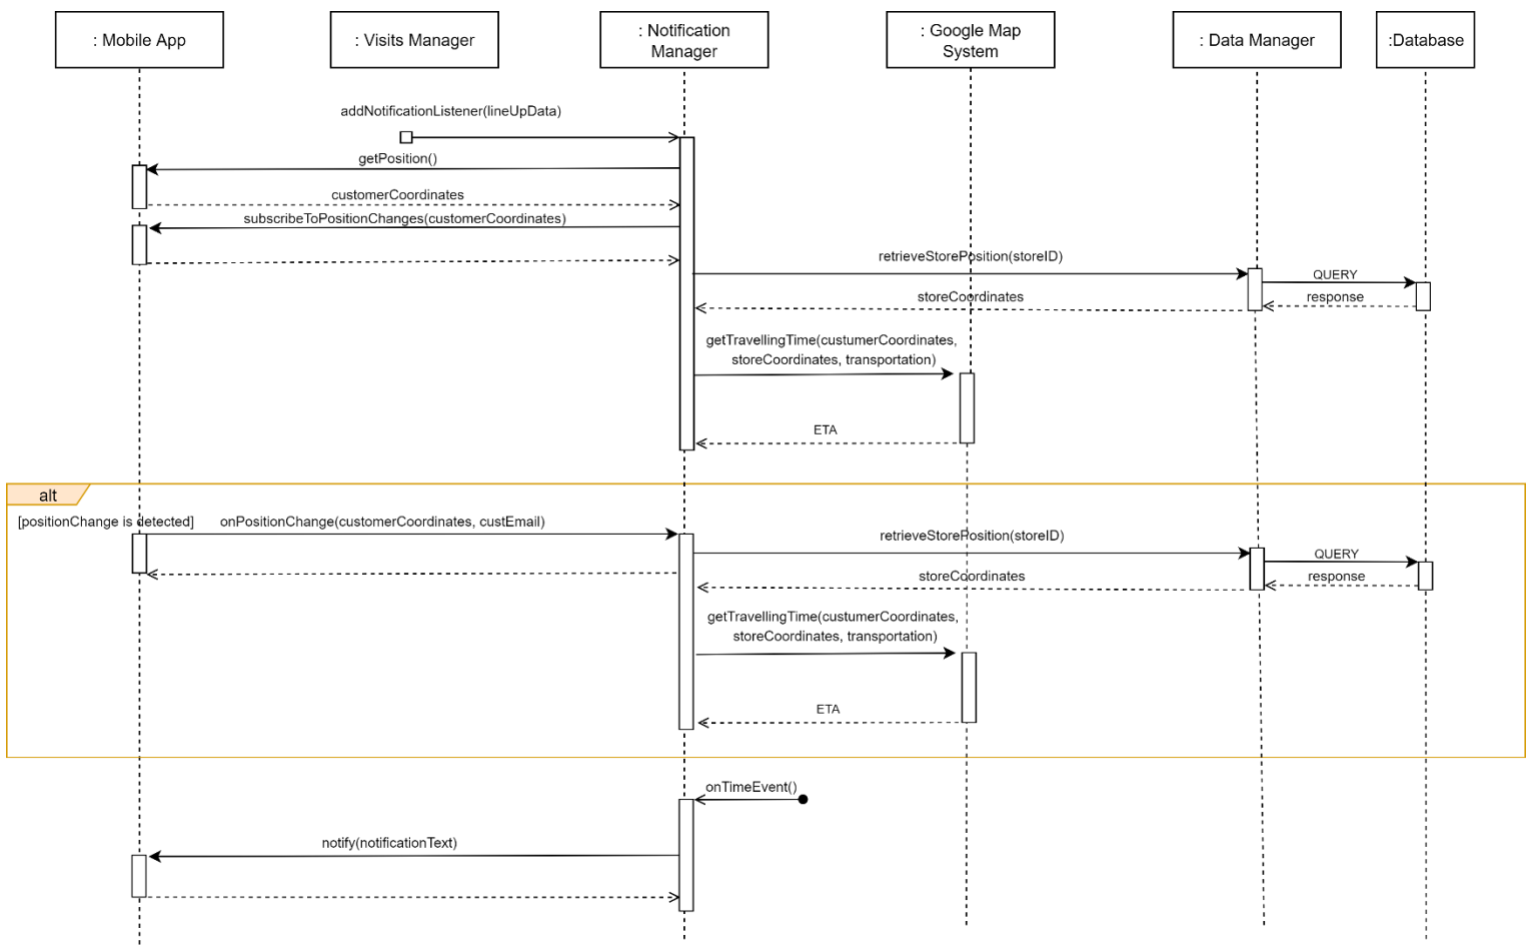 : Mobile App
: Visits Manager
: Notification
Manager
: Google Map
System
: Data Manager
:Database
addNotificationListener(lineUpData)
getPosition()
customerCoordinates
subscribeToPositionChanges(customerCoordinates)
retrieveStorePosition(storeID)
QUERY
storeCoordinates
response
getTravellingTime(custumerCoordinates,
storeCoordinates, transportation)
ETA
alt
[positionChange is detected]
onPositionChange(customerCoordinates, custEmail)
retrieveStorePosition(storeID)
QUERY
storeCoordinates
response
getTravellingTime(custumerCoordinates,
storeCoordinates, transportation)
ETA
onTimeEvent()
notify(notificationText)